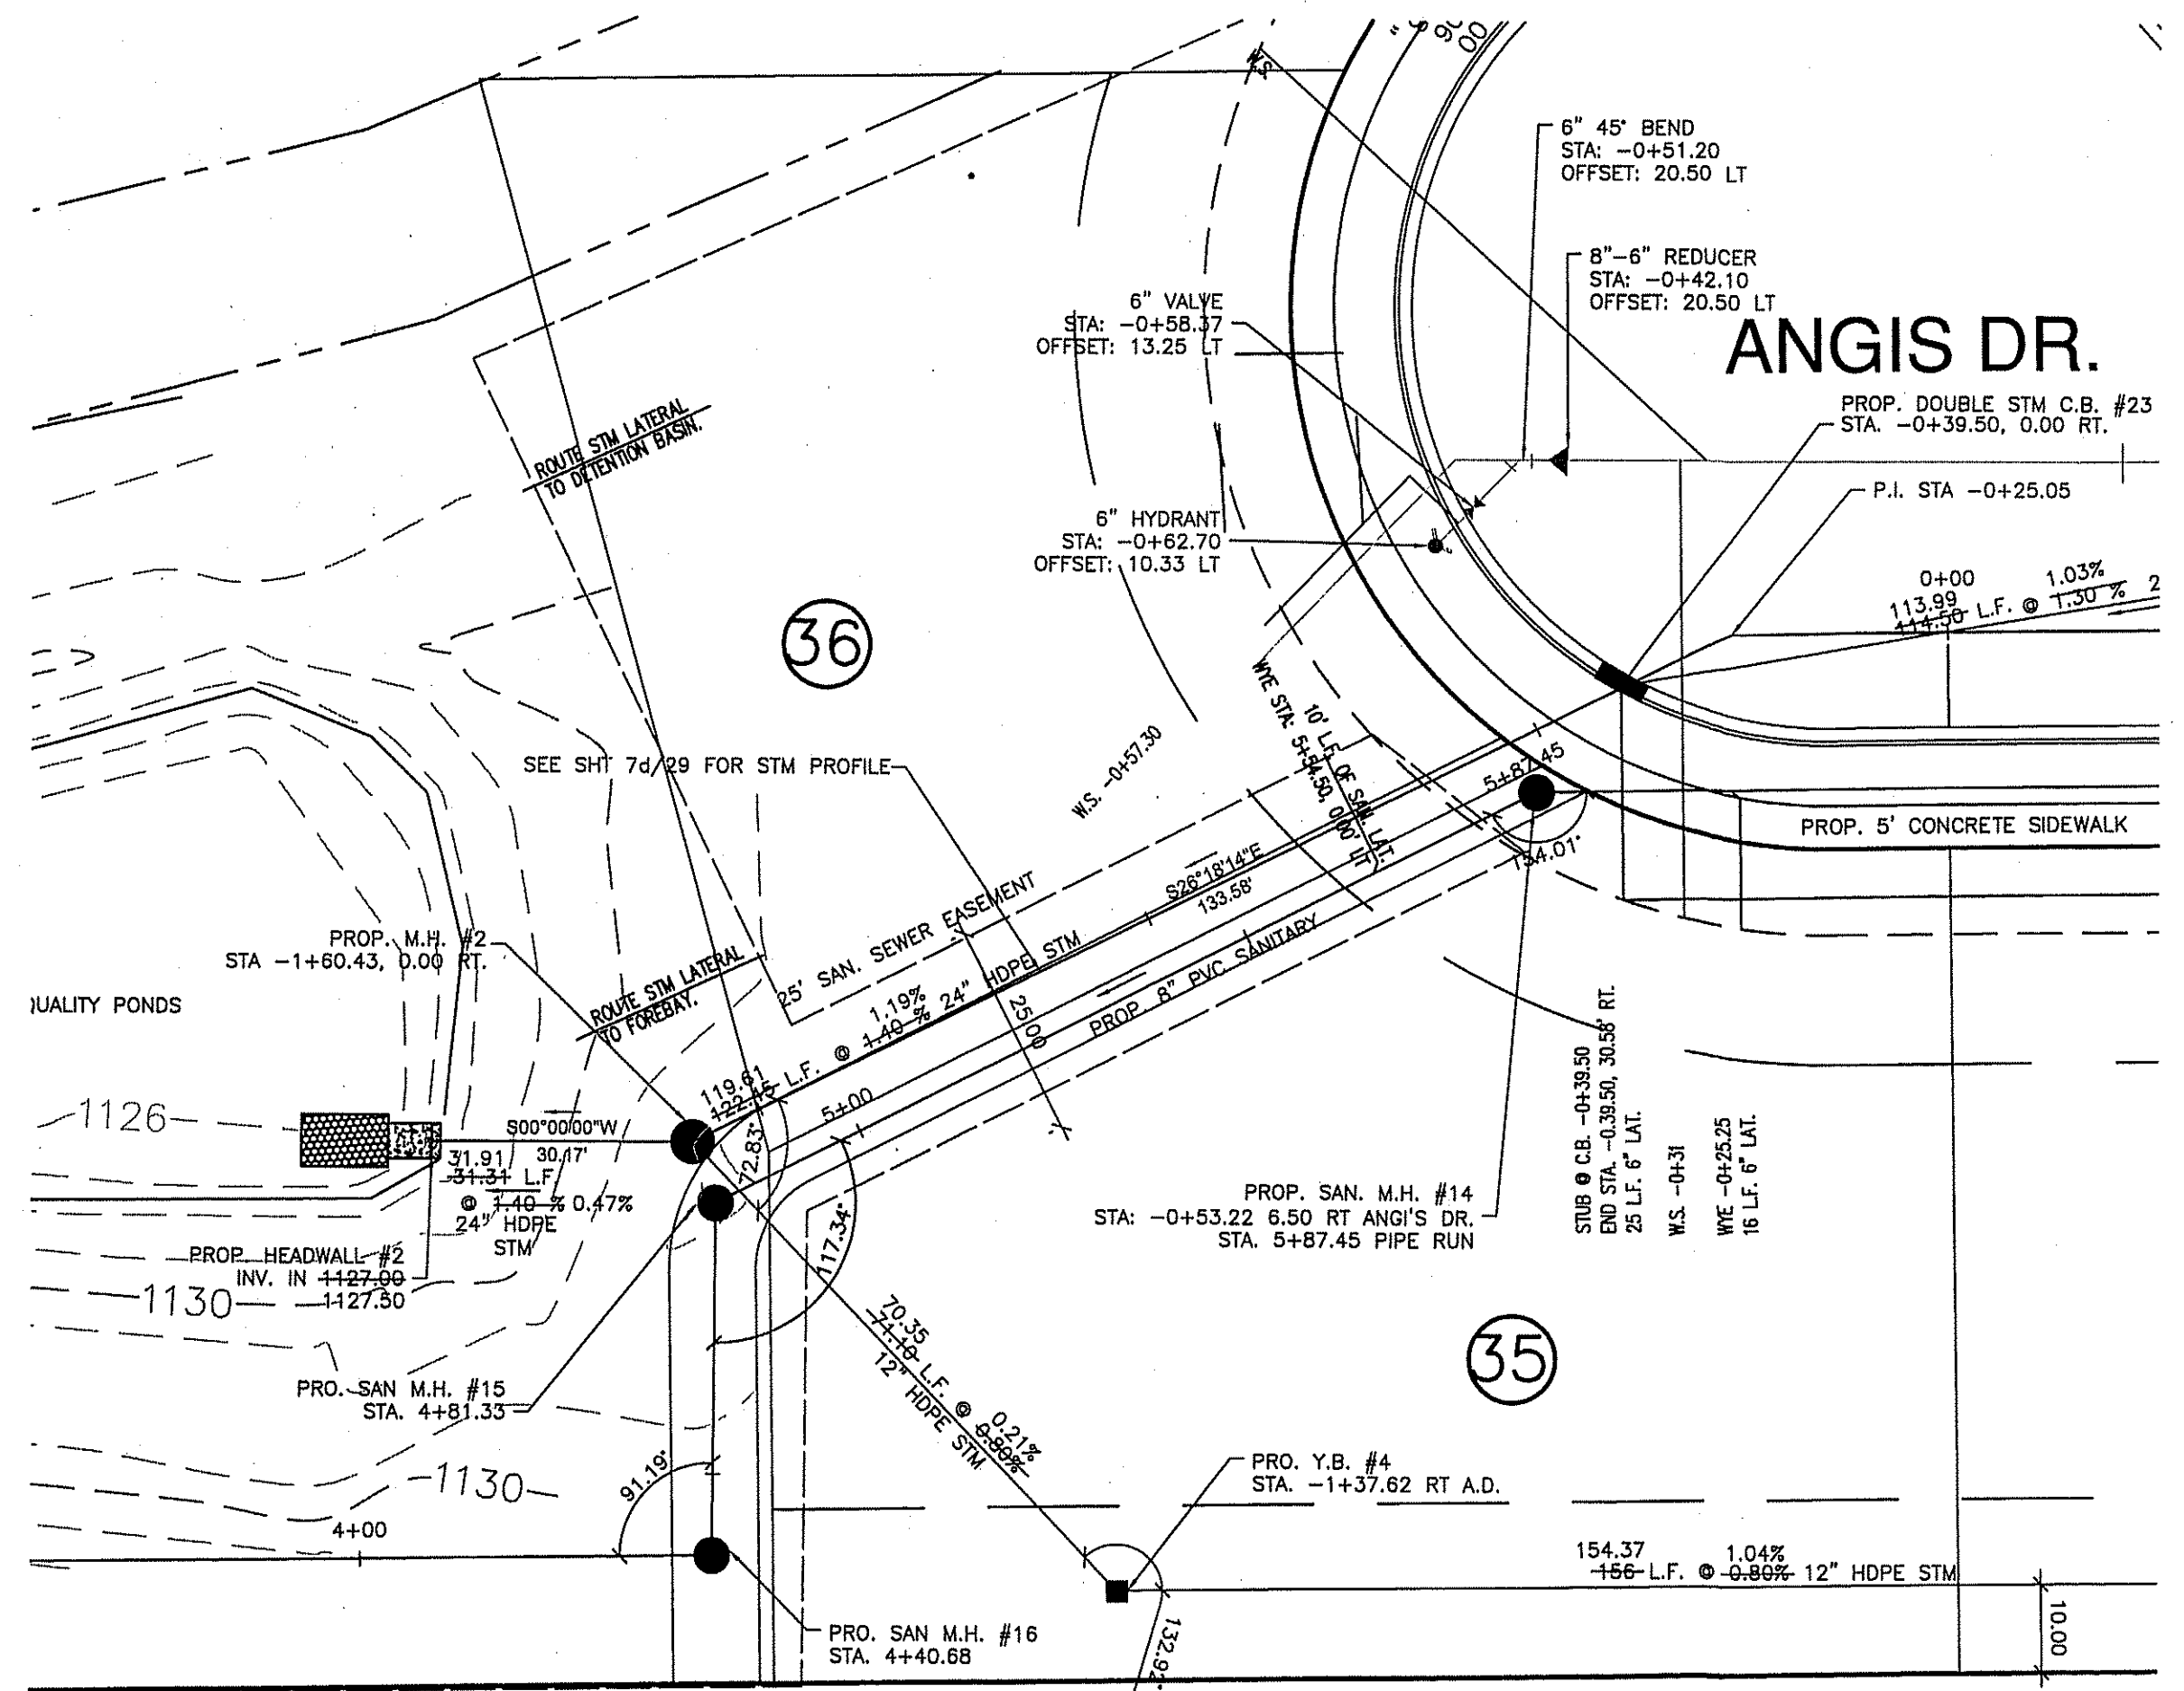 W.S.
6" 45° BEND
STA: -0+51.20
OFFSET: 20.50 LT
8"-6" REDUCER
STA: -0+42.10
OFFSET: 20.50 LT
6" VALVE
STA: -0+58.37
OFFSET: 13.25 LT
ANGIS DR.
PROP. DOUBLE STM C.B. #23
STA. -0+39.50, 0.00 RT.
P.I. STA -0+25.05
ROUTE STM LATERAL
TO DETENTION BASIN.
6" HYDRANT
STA: -0+62.70
OFFSET: 10.33 LT
0+00
1.03%
113.99
114.50 L.F. @ 1.30 % 2
36
WYE STA: 5+54.50, 0.00' LT
10' L.F. OF SAN. LAT.
SEE SHT 7d/29 FOR STM PROFILE
W.S. -0+57.30
5+87.45
PROP. 5' CONCRETE SIDEWALK
154.01°
S26°18'14"E
133.58'
25' SAN. SEWER EASEMENT
PROP. M.H. #2
STA -1+60.43, 0.00 RT.
ROUTE STM LATERAL
TO FOREBAY.
QUALITY PONDS
1.19%
119.61
122.45 L.F. @ 1.40 % 24" HDPE STM
25.00
PROP. 8" PVC SANITARY
5+00
1126
S00°00'00"W
30.17'
72.83°
31.91
31.31 L.F.
@ 1.40 % 0.47%
24" HDPE
STM
PROP. HEADWALL #2
INV. IN 1127.00
1127.50
1130
117.34°
PROP. SAN. M.H. #14
STA: -0+53.22 6.50 RT ANGI'S DR.
STA. 5+87.45 PIPE RUN
STUB @ C.B. -0+39.50
END STA. -0.39.50, 30.58' RT.
25 L.F. 6" LAT.
W.S. -0+31
WYE -0+25.25
16 L.F. 6" LAT.
PRO. SAN M.H. #15
STA. 4+81.33
70.35
71.10 L.F. @ 0.21%
0.80%
12" HDPE STM
35
1130
91.19°
PRO. Y.B. #4
STA. -1+37.62 RT A.D.
4+00
154.37
1.04%
156 L.F. @ 0.80% 12" HDPE STM
PRO. SAN M.H. #16
STA. 4+40.68
132.92°
10.00